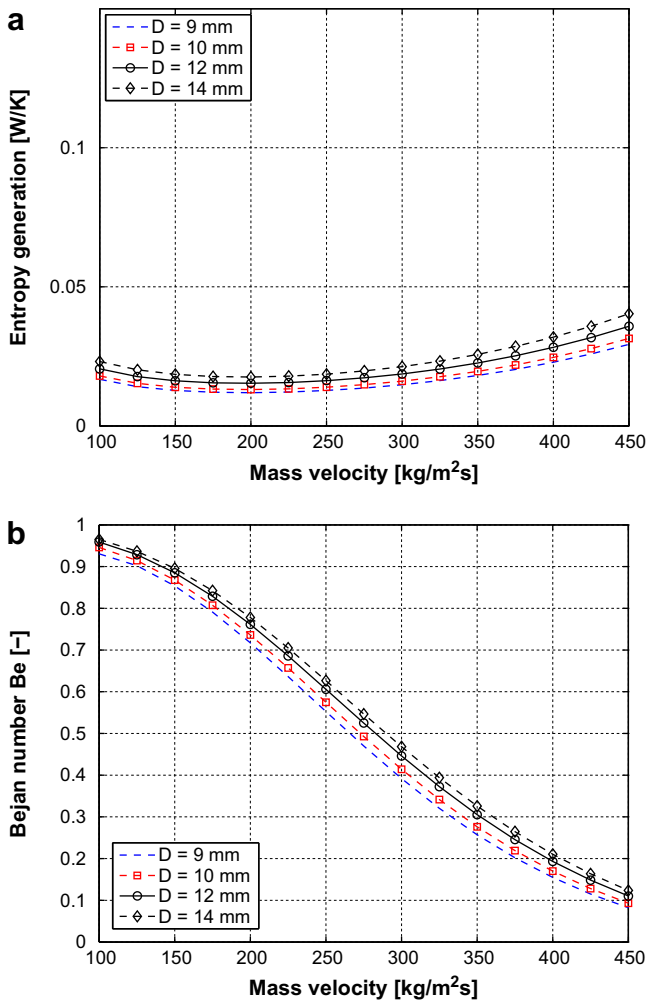 a
Entropy generation [W/K]
0.1
0.05
0
D = 9 mm
D = 10 mm
D = 12 mm
D = 14 mm
100 150 200 250 300 350 400 450
Mass velocity [kg/m²s]
b
Bejan number Be [−]
1
0.9
0.8
0.7
0.6
0.5
0.4
0.3
0.2
0.1
0
D = 9 mm
D = 10 mm
D = 12 mm
D = 14 mm
100 150 200 250 300 350 400 450
Mass velocity [kg/m²s]